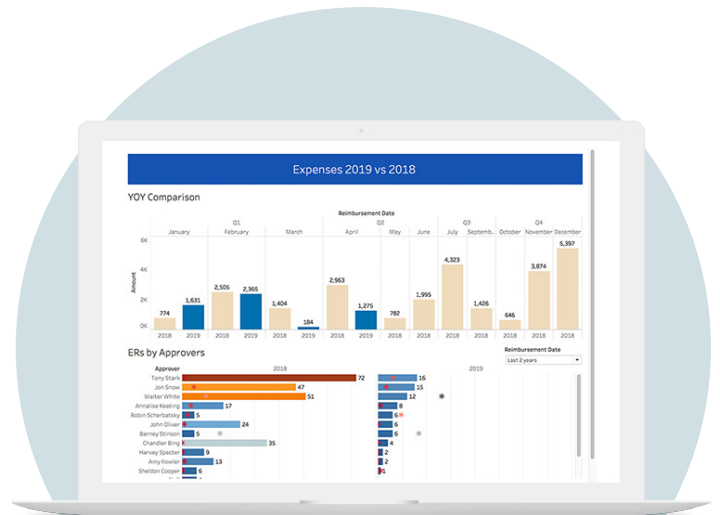 Expenses 2019 vs 2018
YOY Comparison
Reimbursement Date
Q1 Q2 Q3 Q4
January February March April May June July Septemb.. October November December
6K
4K
2K
0K
Amount
774 1,631 2,505 2,365 1,404 184 2,963 1,275 782 1,995 4,323 1,426 646 3,874 5,397
2018 2019 2018 2019 2018 2019 2018 2019 2018 2018 2018 2018 2018 2018 2018
ERs by Approvers
Reimbursement Date
Last 2 years
Approver 2018 2019
Tony Stark 72 16
Jon Snow 47 15
Walter White 51 12
Annalise Keating 17 8
Robin Scherbatsky 5 6
John Oliver 24 6
Barney Stinson 5 6
Chandler Bing 35 4
Harvey Specter 9 2
Amy Fowler 13 2
Sheldon Cooper 6 1